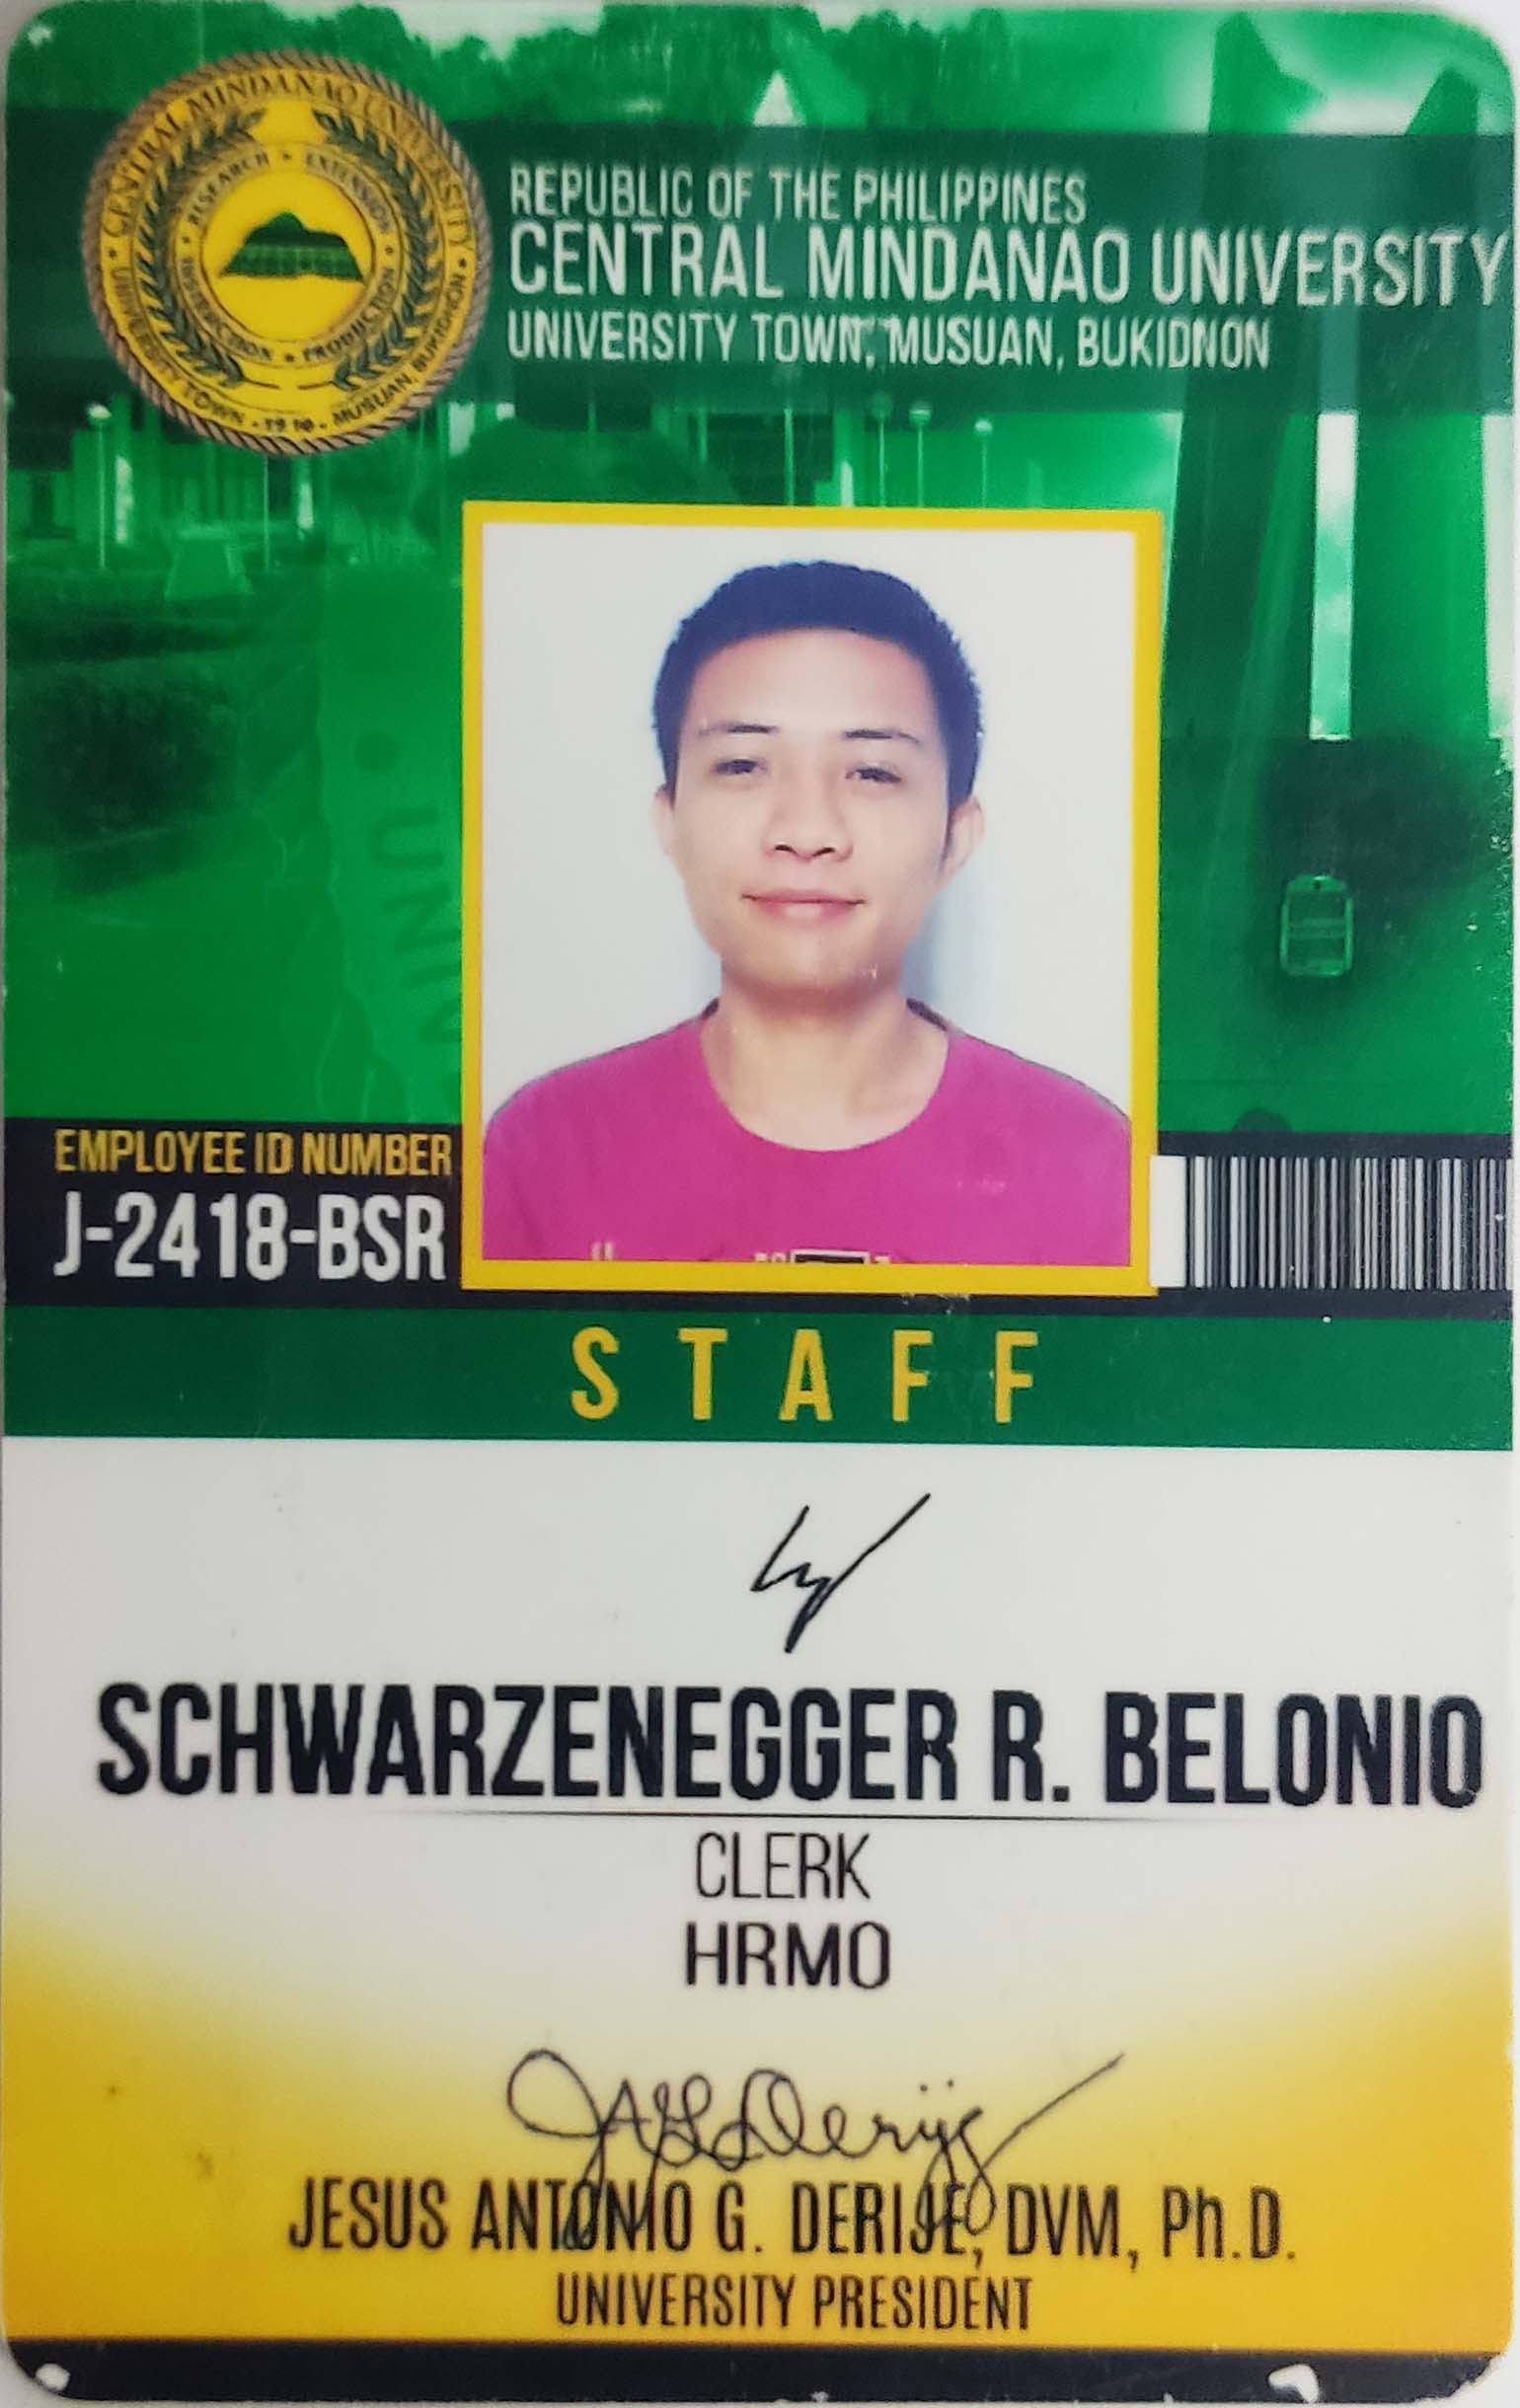 CENTRAL MINDANAO UNIVERSITY
UNIVERSITY TOWN • 1910 • MUSUAN, BUKIDNON
RESEARCH • EXTENSION
INSTRUCTION • PRODUCTION
REPUBLIC OF THE PHILIPPINES
CENTRAL MINDANAO UNIVERSITY
UNIVERSITY TOWN, MUSUAN, BUKIDNON
UNIV
EMPLOYEE ID NUMBER
J-2418-BSR
STAFF
SCHWARZENEGGER R. BELONIO
CLERK
HRMO
JAGDerije
JESUS ANTONIO G. DERIJE, DVM, Ph.D.
UNIVERSITY PRESIDENT